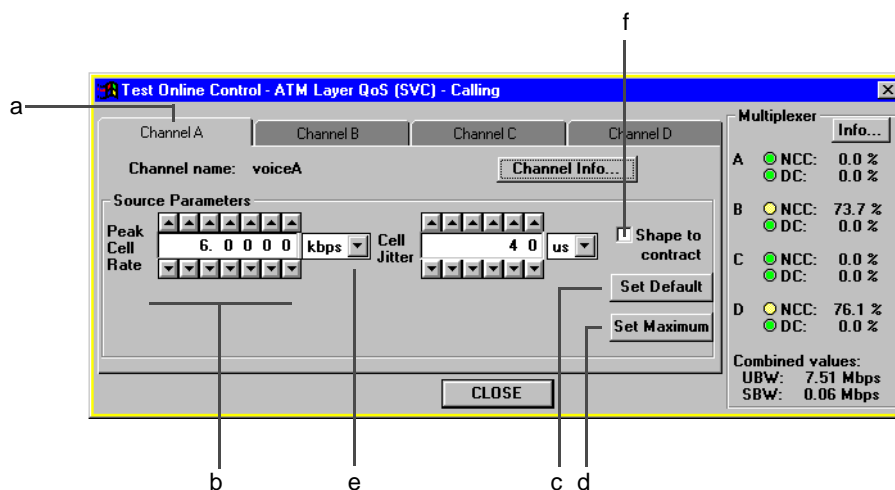 f
Test Online Control - ATM Layer QoS (SVC) - Calling
a
Channel A Channel B Channel C Channel D
Channel name: voiceA Channel Info...
Source Parameters
Peak Cell Rate 6. 0 0 0 0 kbps
Cell Jitter 4 0 us
Shape to contract
Set Default
Set Maximum
CLOSE
Multiplexer
Info...
A NCC: 0.0 %
DC: 0.0 %
B NCC: 73.7 %
DC: 0.0 %
C NCC: 0.0 %
DC: 0.0 %
D NCC: 76.1 %
DC: 0.0 %
Combined values:
UBW: 7.51 Mbps
SBW: 0.06 Mbps
b e c d